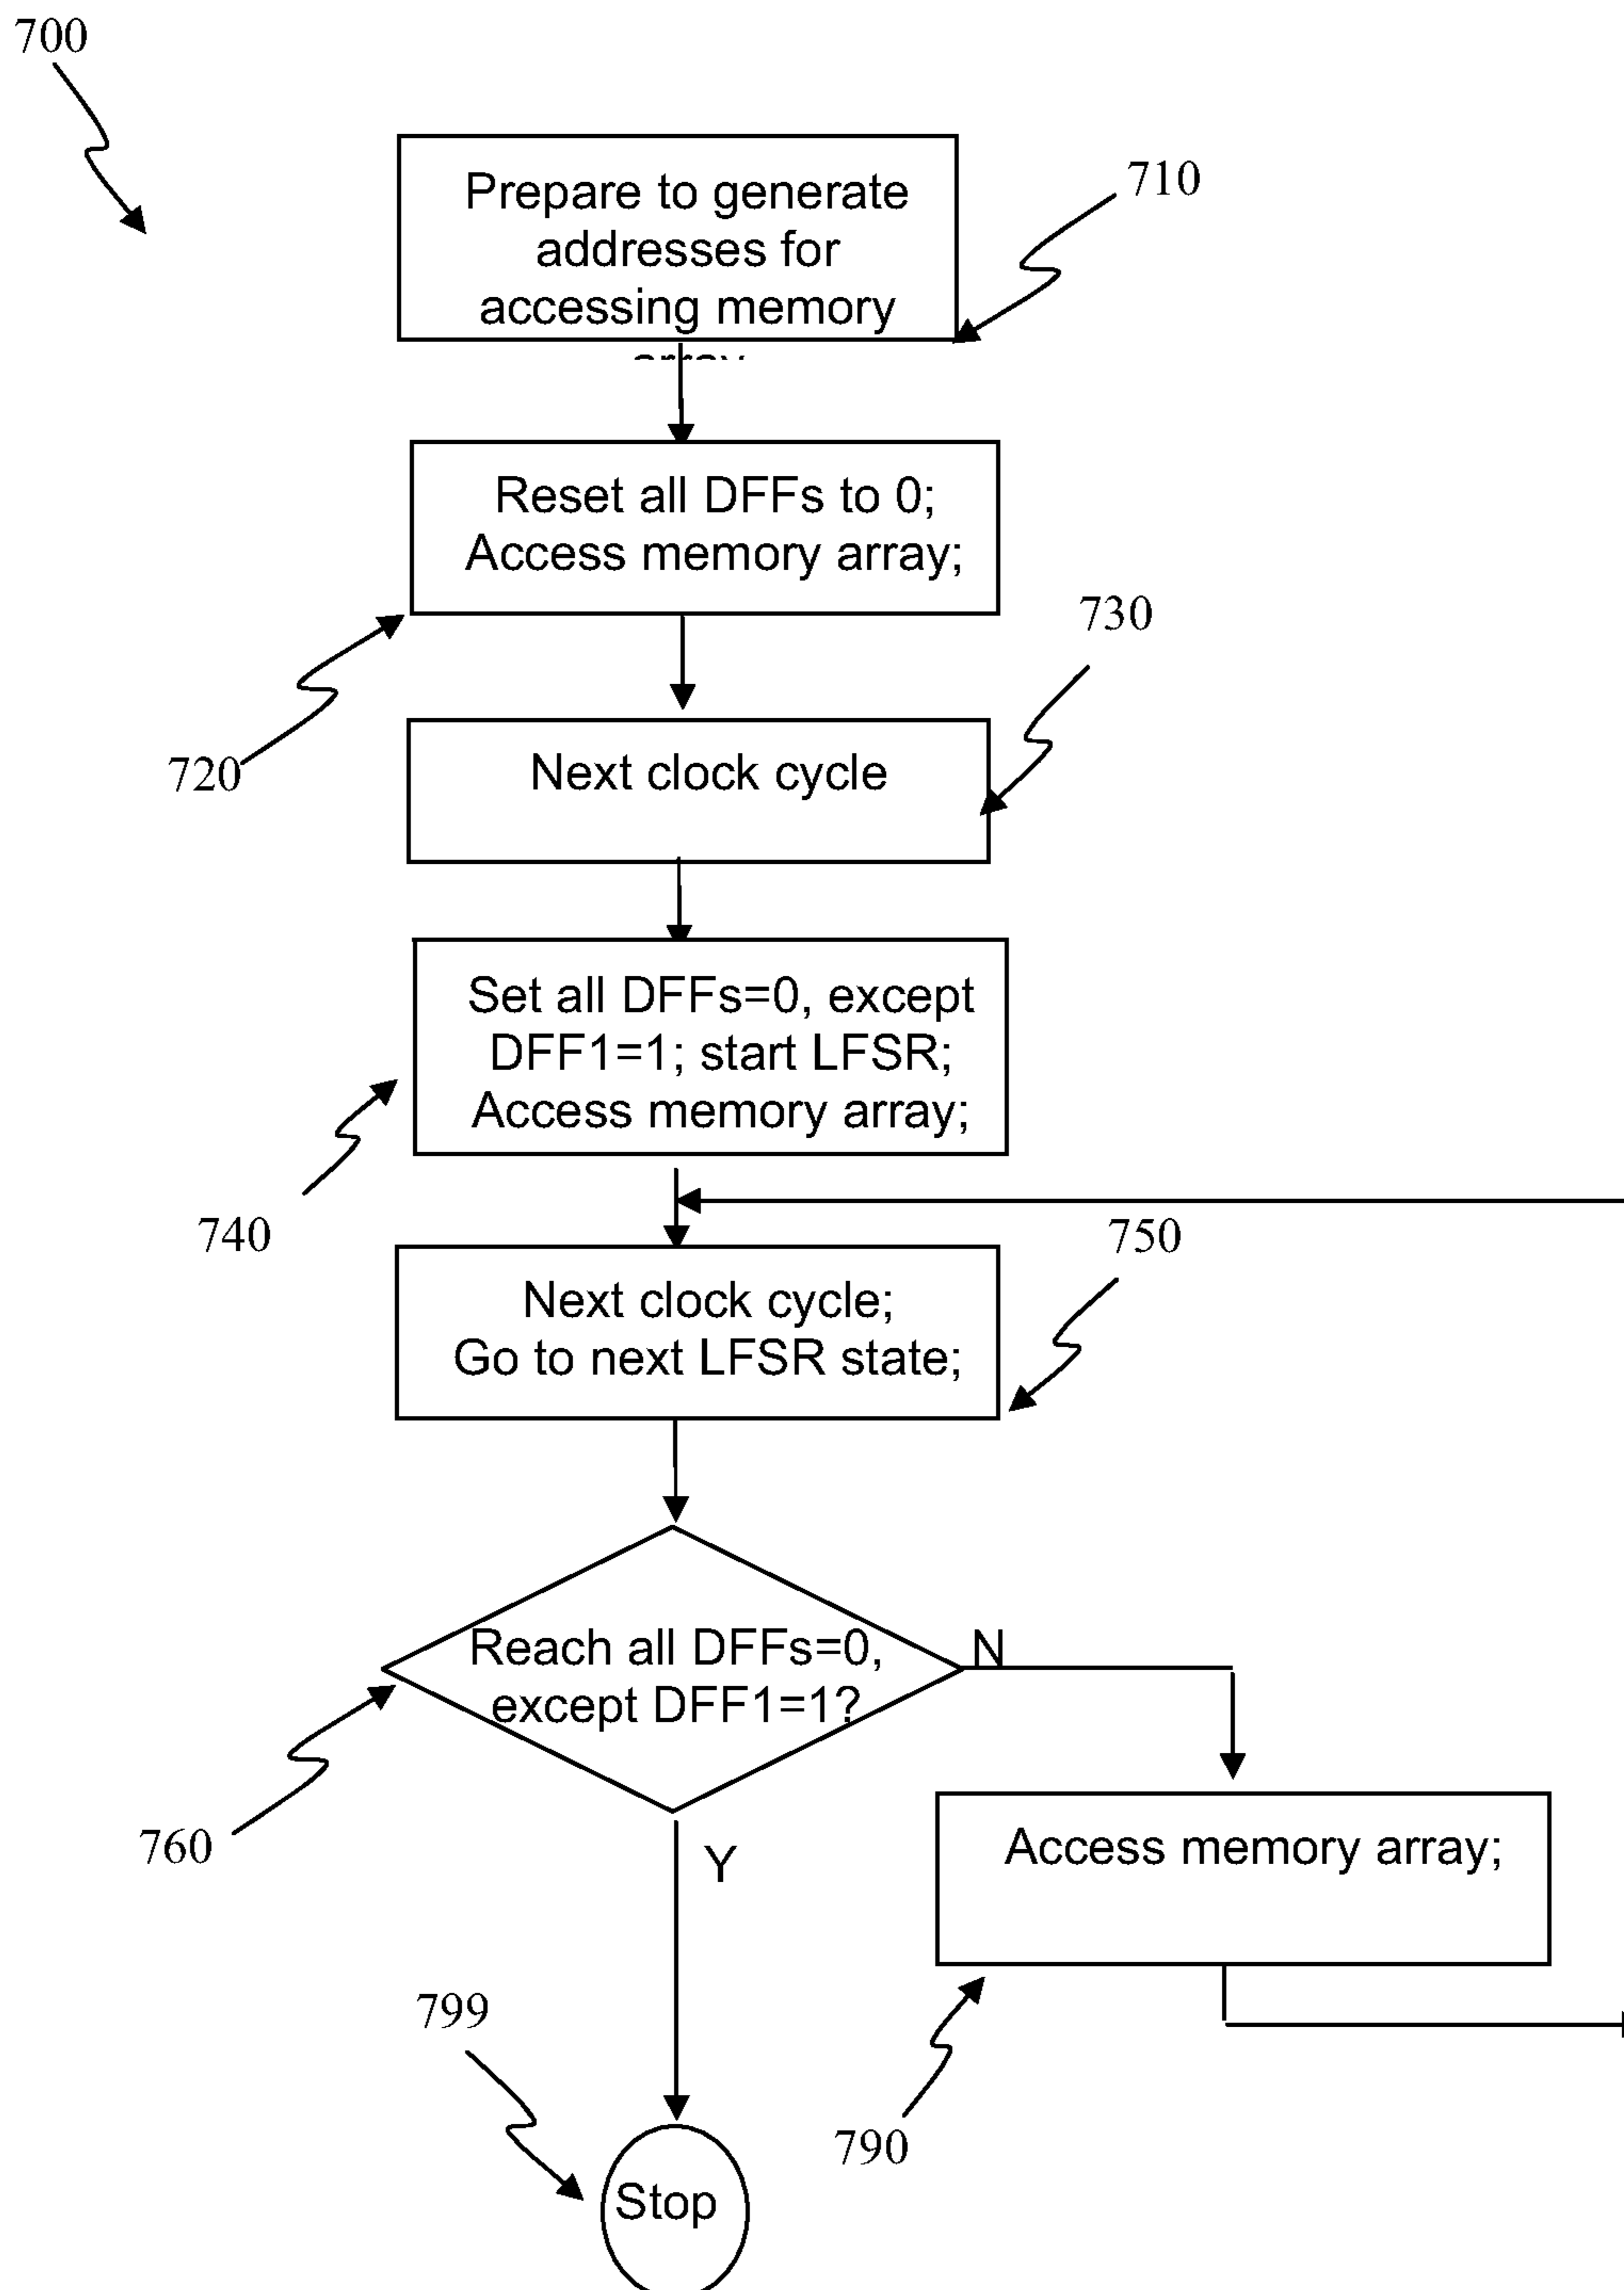 700
Prepare to generate
addresses for
accessing memory
array
710
Reset all DFFs to 0;
Access memory array;
720
730
Next clock cycle
Set all DFFs=0, except
DFF1=1; start LFSR;
Access memory array;
740
750
Next clock cycle;
Go to next LFSR state;
Reach all DFFs=0,
except DFF1=1?
N
760
Y
Access memory array;
799
790
Stop